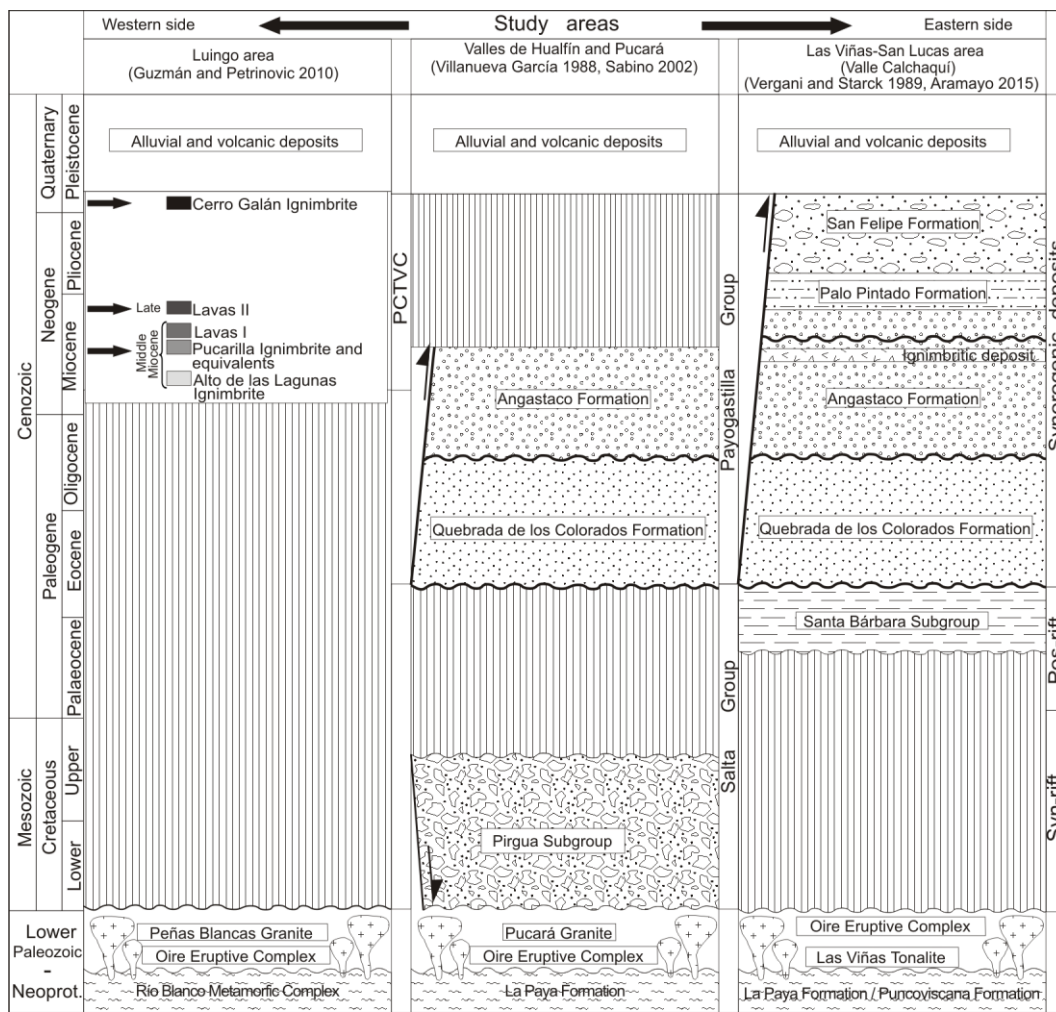 Western side
Study areas
Eastern side
Luingo area
(Guzmán and Petrinovic 2010)
Valles de Hualfín and Pucará
(Villanueva García 1988, Sabino 2002)
Las Viñas-San Lucas area
(Valle Calchaquí)
(Vergani and Starck 1989, Aramayo 2015)
Cenozoic
Mesozoic
Quaternary
Neogene
Paleogene
Cretaceous
Pleistocene
Pliocene
Miocene
Oligocene
Eocene
Palaeocene
Upper
Lower
Lower
Paleozoic
-
Neoprot.
Alluvial and volcanic deposits
Cerro Galán Ignimbrite
Late
Lavas II
Middle
Miocene
Lavas I
Pucarilla Ignimbrite and
equivalents
Alto de las Lagunas
Ignimbrite
Peñas Blancas Granite
Oire Eruptive Complex
Río Blanco Metamorfic Complex
PCTVC
Alluvial and volcanic deposits
Angastaco Formation
Quebrada de los Colorados Formation
Pirgua Subgroup
Pucará Granite
Oire Eruptive Complex
La Paya Formation
Payogastilla Group
Salta Group
Alluvial and volcanic deposits
San Felipe Formation
Palo Pintado Formation
Ignimbritic deposit
Angastaco Formation
Quebrada de los Colorados Formation
Santa Bárbara Subgroup
Oire Eruptive Complex
Las Viñas Tonalite
La Paya Formation / Puncoviscana Formation
Synorogenic deposits
Pos-rift
Syn-rift